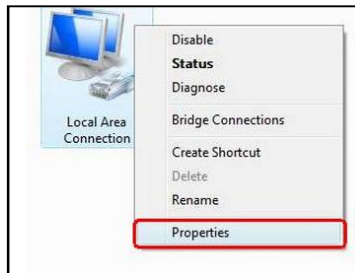 Local Area
Connection
Disable
Status
Diagnose
Bridge Connections
Create Shortcut
Delete
Rename
Properties